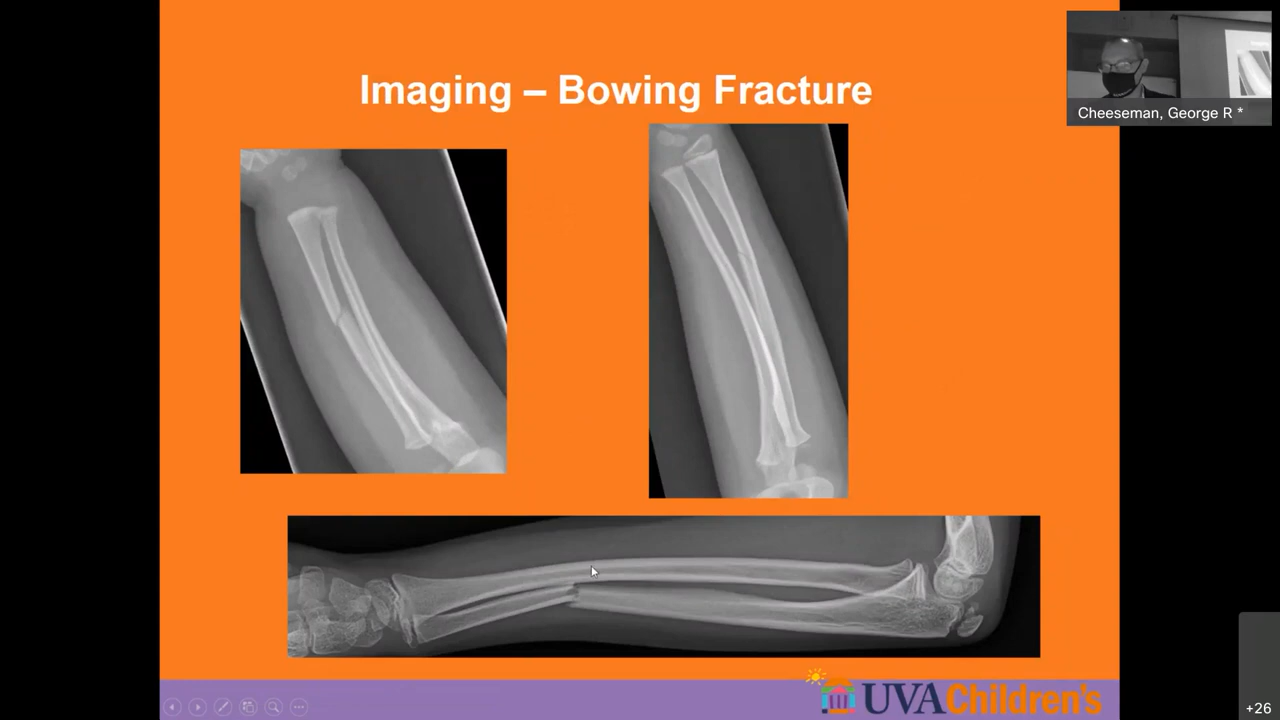 Imaging – Bowing Fracture
Cheeseman, George R *
UVA Children's
+26